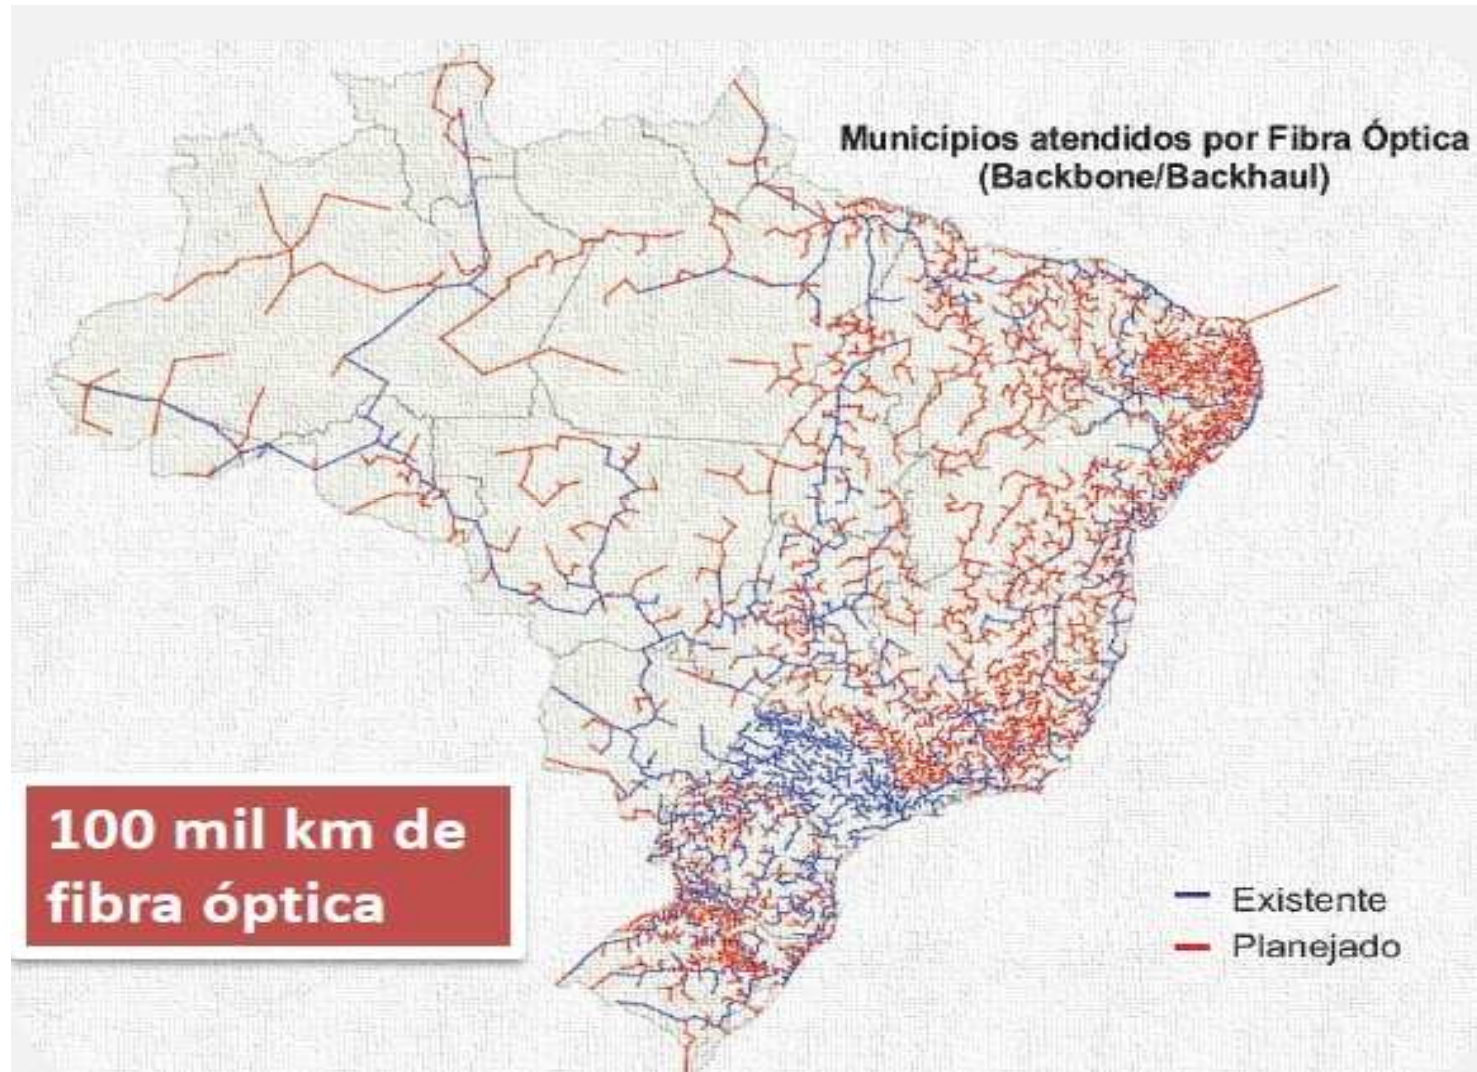 Municípios atendidos por Fibra Óptica
(Backbone/Backhaul)
100 mil km de
fibra óptica
Existente
Planejado